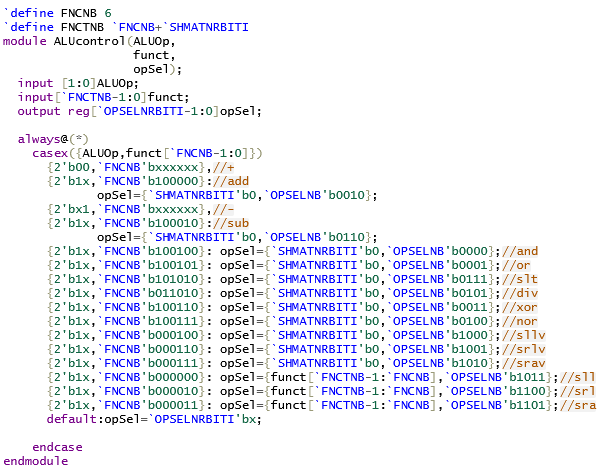 `define FNCNB 6
`define FNCTNB `FNCNB+`SHMATNRBITI
module ALUcontrol(ALUOp,
                  funct,
                  opSel);
  input [1:0]ALUOp;
  input[`FNCTNB-1:0]funct;
  output reg[`OPSELNRBITI-1:0]opSel;

  always@(*)
    casex({ALUOp,funct[`FNCNB-1:0]})
      {2'b00,`FNCNB'bxxxxxx},//+
      {2'b1x,`FNCNB'b100000}://add
             opSel={`SHMATNRBITI'b0,`OPSELNB'b0010};
      {2'bx1,`FNCNB'bxxxxxx},//-
      {2'b1x,`FNCNB'b100010}://sub
             opSel={`SHMATNRBITI'b0,`OPSELNB'b0110};
      {2'b1x,`FNCNB'b100100}: opSel={`SHMATNRBITI'b0,`OPSELNB'b0000};//and
      {2'b1x,`FNCNB'b100101}: opSel={`SHMATNRBITI'b0,`OPSELNB'b0001};//or
      {2'b1x,`FNCNB'b101010}: opSel={`SHMATNRBITI'b0,`OPSELNB'b0111};//slt
      {2'b1x,`FNCNB'b011010}: opSel={`SHMATNRBITI'b0,`OPSELNB'b0101};//div
      {2'b1x,`FNCNB'b100110}: opSel={`SHMATNRBITI'b0,`OPSELNB'b0011};//xor
      {2'b1x,`FNCNB'b100111}: opSel={`SHMATNRBITI'b0,`OPSELNB'b0100};//nor
      {2'b1x,`FNCNB'b000100}: opSel={`SHMATNRBITI'b0,`OPSELNB'b1000};//sllv
      {2'b1x,`FNCNB'b000110}: opSel={`SHMATNRBITI'b0,`OPSELNB'b1001};//srlv
      {2'b1x,`FNCNB'b000111}: opSel={`SHMATNRBITI'b0,`OPSELNB'b1010};//srav
      {2'b1x,`FNCNB'b000000}: opSel={funct[`FNCTNB-1:`FNCNB],`OPSELNB'b1011};//sll
      {2'b1x,`FNCNB'b000010}: opSel={funct[`FNCTNB-1:`FNCNB],`OPSELNB'b1100};//srl
      {2'b1x,`FNCNB'b000011}: opSel={funct[`FNCTNB-1:`FNCNB],`OPSELNB'b1101};//sra
      default:opSel=`OPSELNRBITI'bx;

    endcase
endmodule